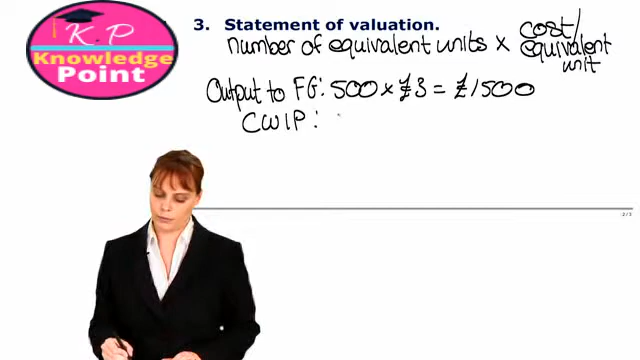 K.P
Knowledge
Point
3. Statement of valuation.
number of equivalent units × cost/
equivalent
unit
Output to FG: 500 × £3 = £1500
CWIP:
2/3